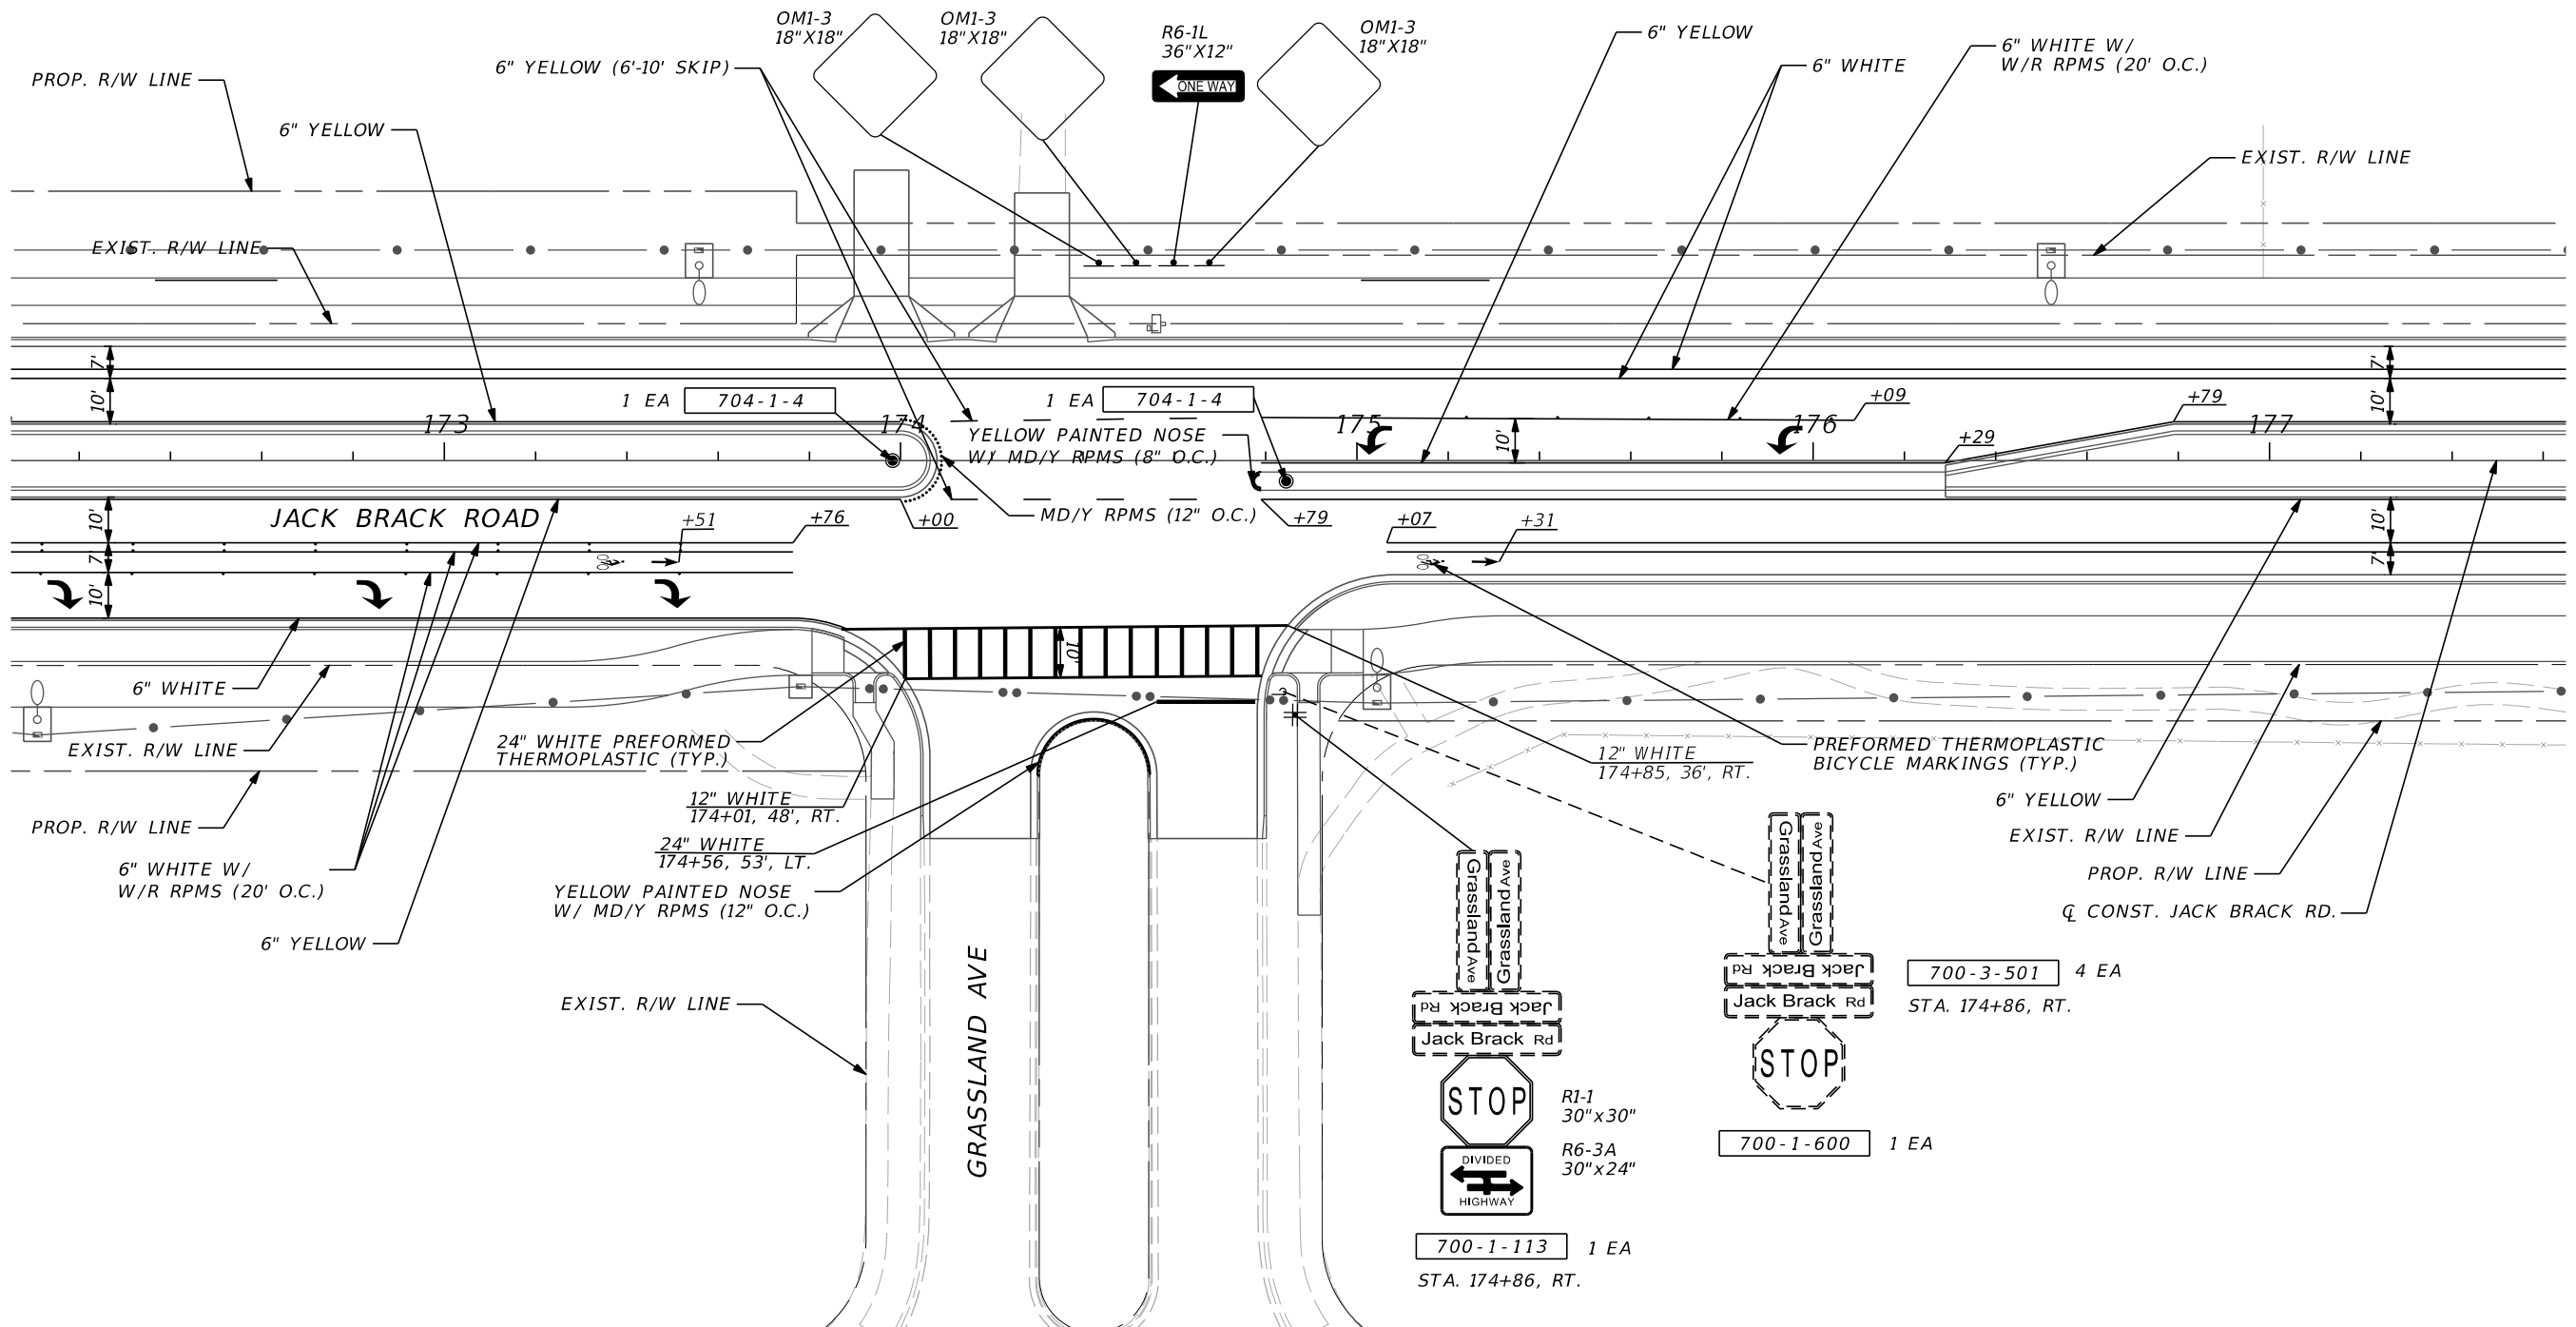 OM1-3
18"X18"
OM1-3
18"X18"
R6-1L
36"X12"
OM1-3
18"X18"
ONE WAY
6" YELLOW
6" WHITE W/
W/R RPMS (20' O.C.)
6" WHITE
6" YELLOW (6'-10' SKIP)
PROP. R/W LINE
6" YELLOW
EXIST. R/W LINE
EXIST. R/W LINE
7'
10'
7'
10'
1 EA 704-1-4
1 EA 704-1-4
+09
+79
173
174
175
176
177
YELLOW PAINTED NOSE
W/ MD/Y RPMS (8" O.C.)
10'
+29
JACK BRACK ROAD
+51
+76
+00
MD/Y RPMS (12" O.C.)
+79
+07
+31
10'
7'
10'
10'
7'
10'
6" WHITE
EXIST. R/W LINE
24" WHITE PREFORMED
THERMOPLASTIC (TYP.)
12" WHITE
174+85, 36', RT.
PREFORMED THERMOPLASTIC
BICYCLE MARKINGS (TYP.)
12" WHITE
174+01, 48', RT.
6" YELLOW
PROP. R/W LINE
EXIST. R/W LINE
24" WHITE
174+56, 53', LT.
6" WHITE W/
W/R RPMS (20' O.C.)
YELLOW PAINTED NOSE
W/ MD/Y RPMS (12" O.C.)
PROP. R/W LINE
℄ CONST. JACK BRACK RD.
6" YELLOW
EXIST. R/W LINE
GRASSLAND AVE
Grassland Ave
Grassland Ave
Jack Brack Rd
Jack Brack Rd
STOP
R1-1
30"x30"
DIVIDED
HIGHWAY
R6-3A
30"x24"
700-1-113 1 EA
STA. 174+86, RT.
Grassland Ave
Grassland Ave
Jack Brack Rd
Jack Brack Rd
STOP
700-3-501 4 EA
STA. 174+86, RT.
700-1-600 1 EA